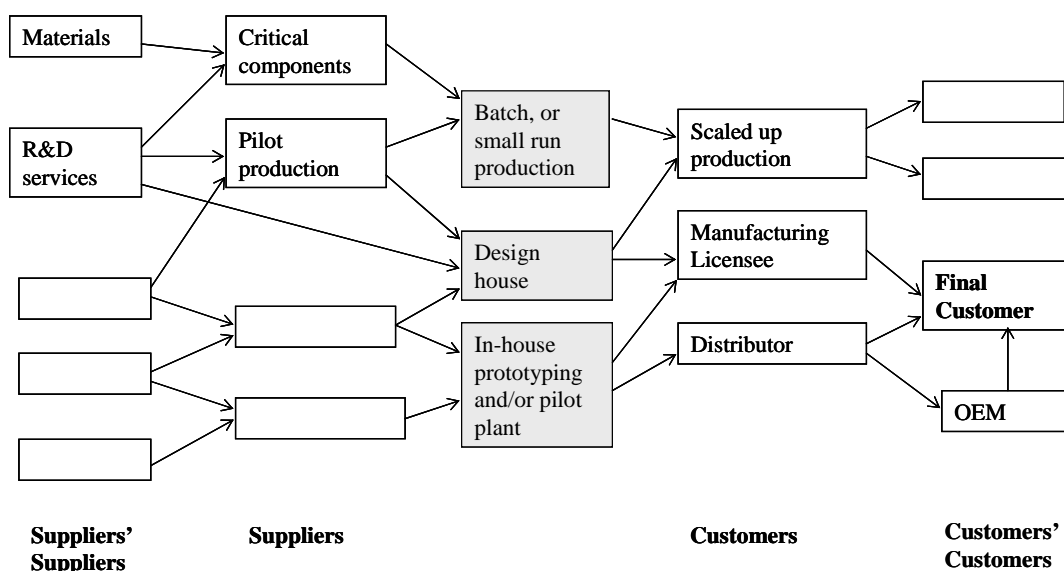 Materials
R&D
services
Critical
components
Pilot
production
Batch, or
small run
production
Design
house
In-house
prototyping
and/or pilot
plant
Scaled up
production
Manufacturing
Licensee
Distributor
Final
Customer
OEM
Suppliers’
Suppliers
Suppliers
Customers
Customers’
Customers